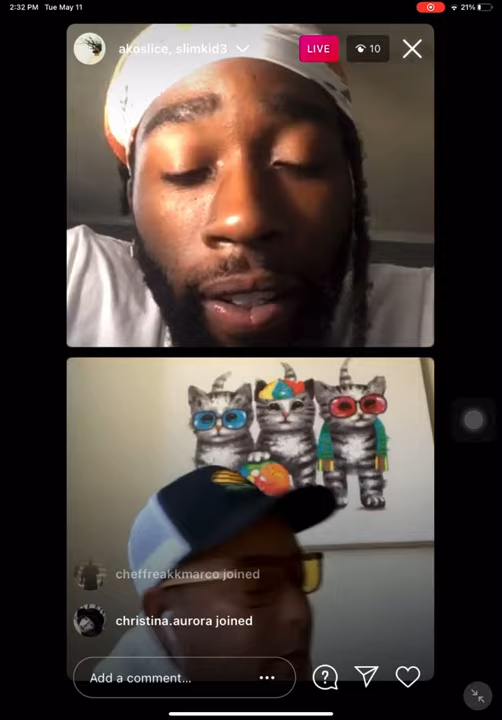 2:32 PM Tue May 11
21%
akoslice, slimkid3
LIVE
10
cheffreakkmarco joined
christina.aurora joined
Add a comment...